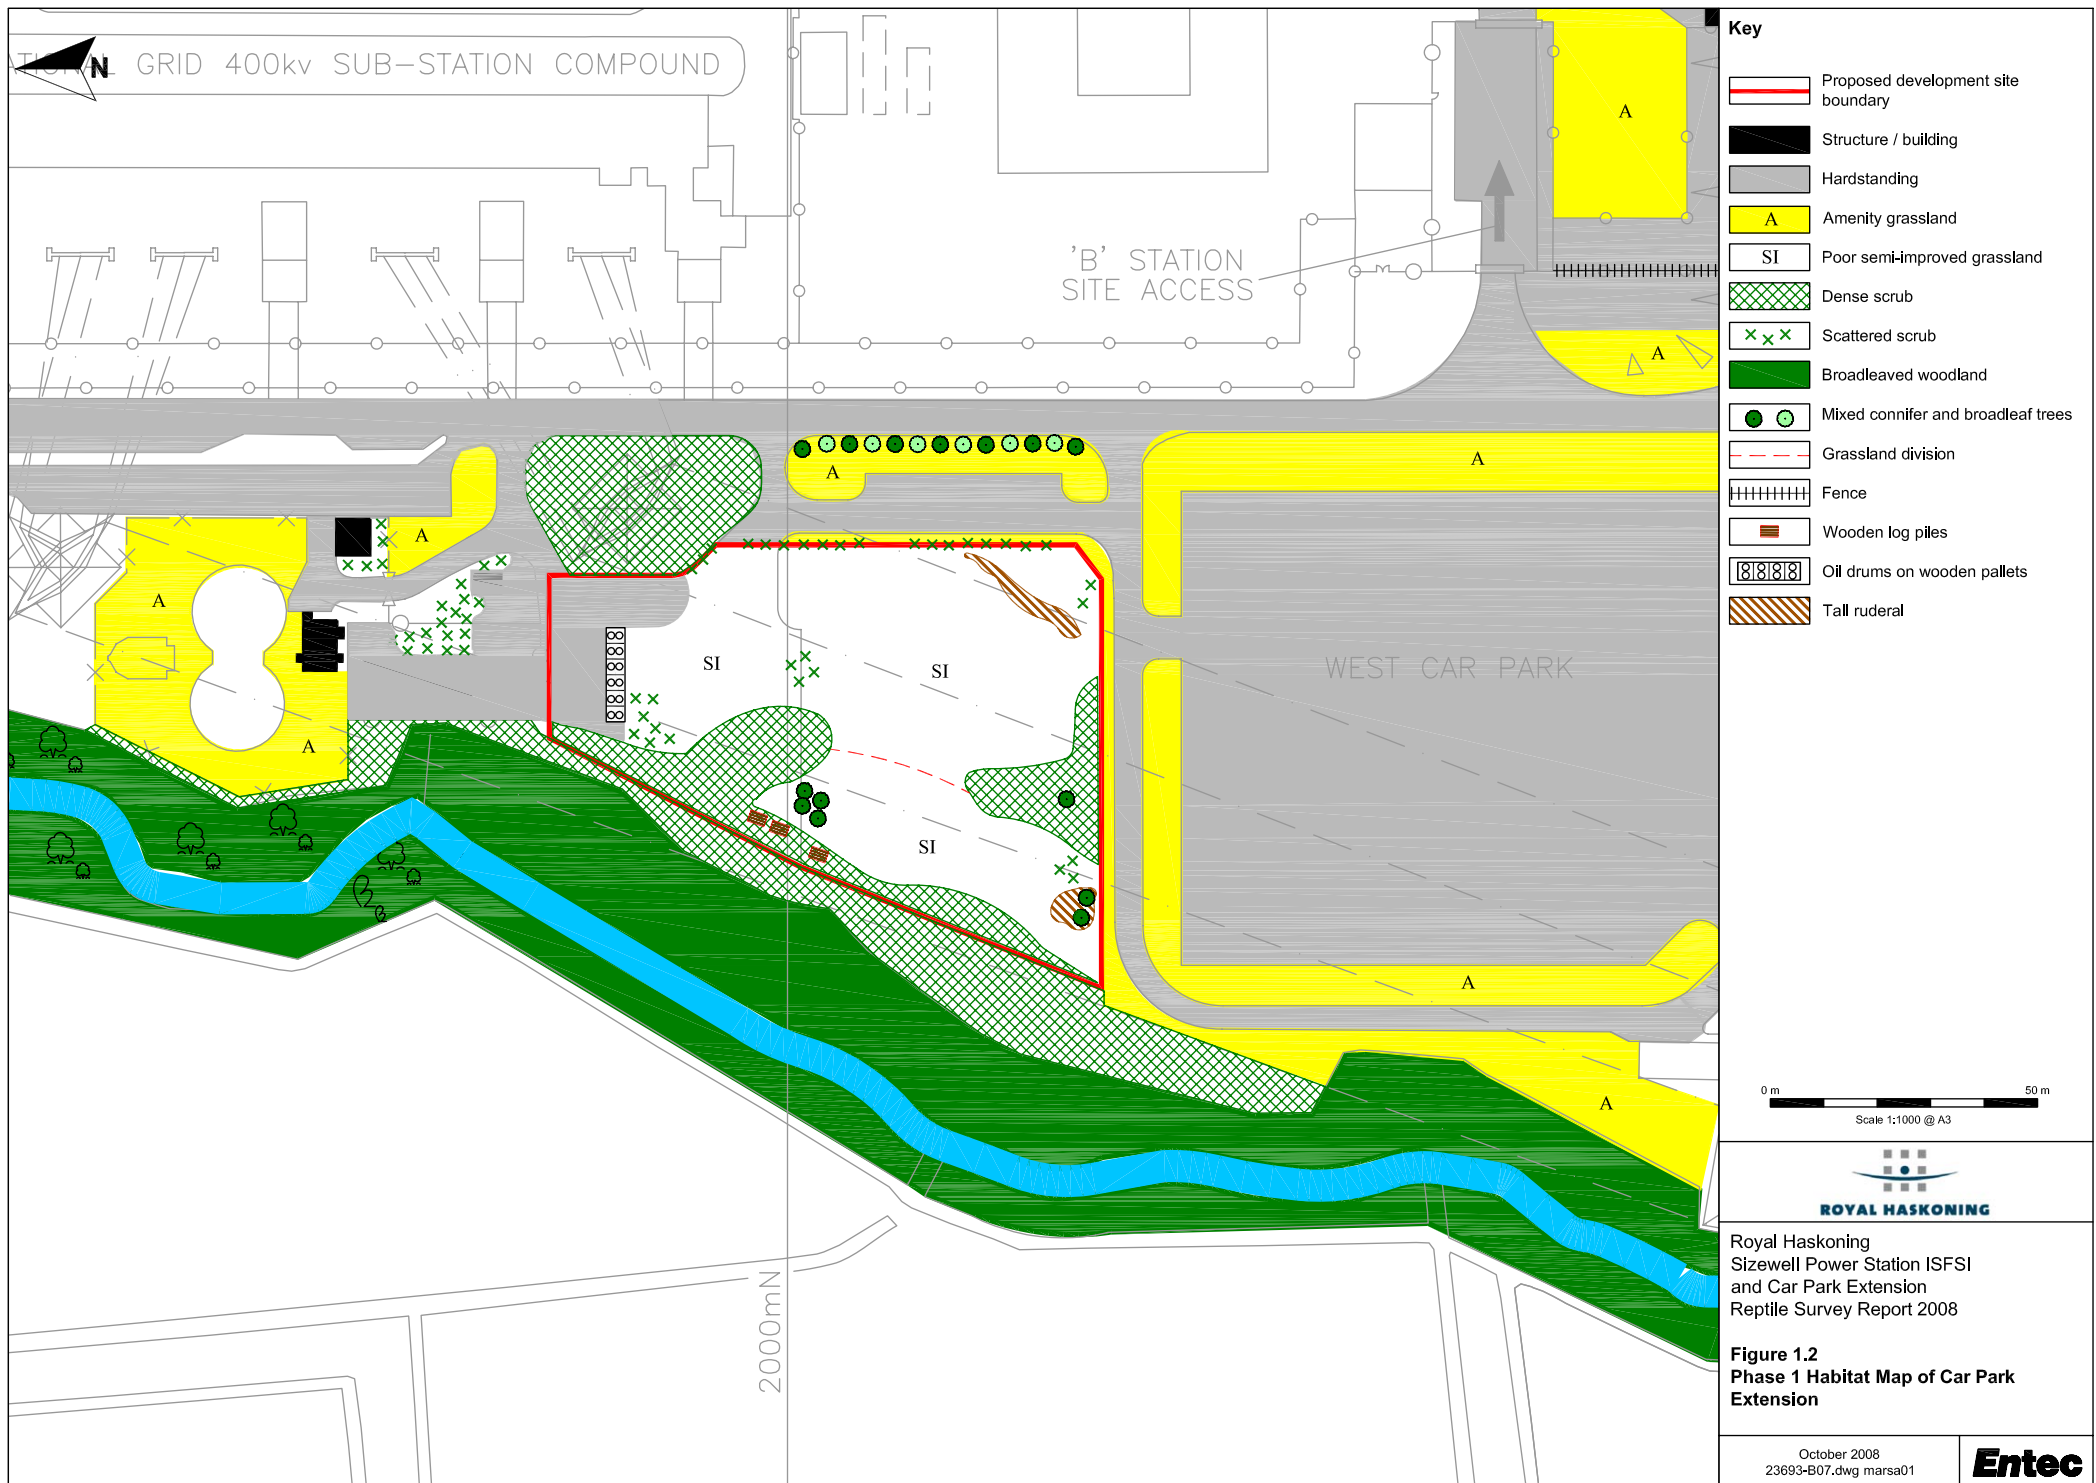 ATIONAL GRID 400kv SUB-STATION COMPOUND
N
'B' STATION
SITE ACCESS
A
A
A
A
A
A
A
SI
SI
WEST CAR PARK
A
SI
A
A
2000mN
Key
Proposed development site
boundary
Structure / building
Hardstanding
A
Amenity grassland
SI
Poor semi-improved grassland
Dense scrub
Scattered scrub
Broadleaved woodland
Mixed connifer and broadleaf trees
Grassland division
Fence
Wooden log piles
Oil drums on wooden pallets
Tall ruderal
0 m
50 m
Scale 1:1000 @ A3
ROYAL HASKONING
Royal Haskoning
Sizewell Power Station ISFSI
and Car Park Extension
Reptile Survey Report 2008
Figure 1.2
Phase 1 Habitat Map of Car Park
Extension
October 2008
23693-B07.dwg marsa01
Entec